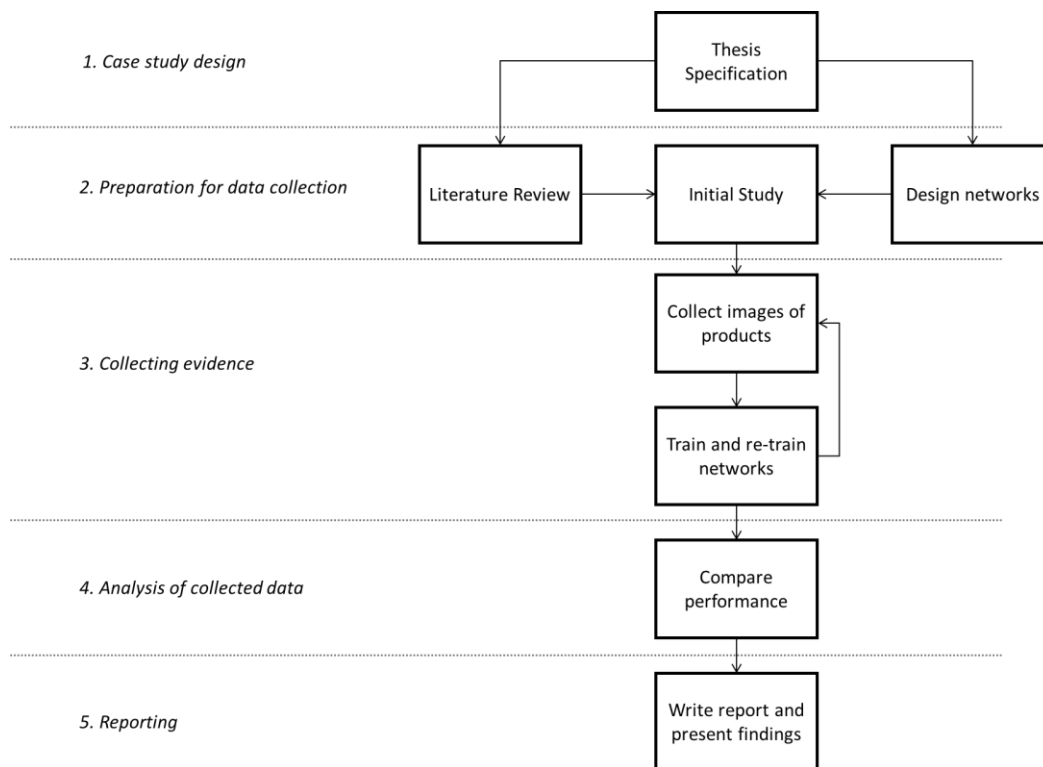 1. Case study design
Thesis
Specification
2. Preparation for data collection
Literature Review
Initial Study
Design networks
3. Collecting evidence
Collect images of
products
Train and re-train
networks
4. Analysis of collected data
Compare
performance
5. Reporting
Write report and
present findings